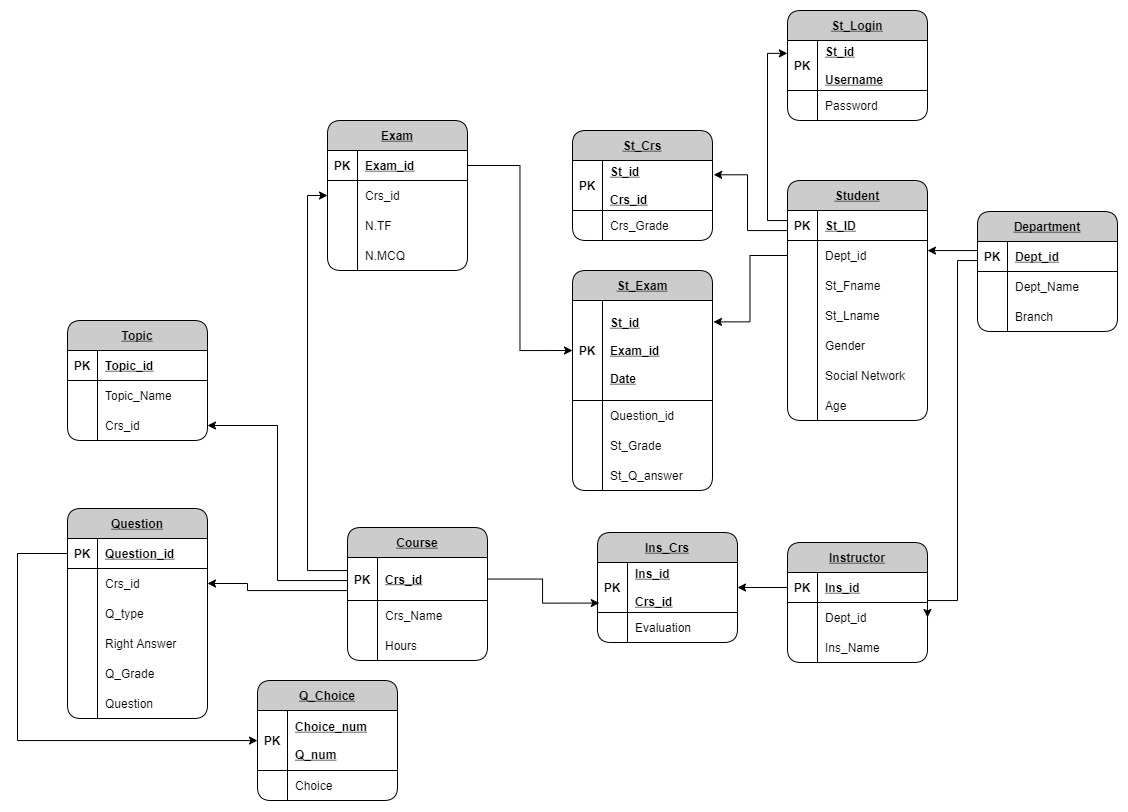 St_Login
PK
St_id
Username
Password
Exam
PK
Exam_id
Crs_id
N.TF
N.MCQ
St_Crs
PK
St_id
Crs_id
Crs_Grade
Student
PK
St_ID
Dept_id
St_Fname
St_Lname
Gender
Social Network
Age
Department
PK
Dept_id
Dept_Name
Branch
St_Exam
PK
St_id
Exam_id
Date
Question_id
St_Grade
St_Q_answer
Topic
PK
Topic_id
Topic_Name
Crs_id
Question
PK
Question_id
Crs_id
Q_type
Right Answer
Q_Grade
Question
Course
PK
Crs_id
Crs_Name
Hours
Ins_Crs
PK
Ins_id
Crs_id
Evaluation
Instructor
PK
Ins_id
Dept_id
Ins_Name
Q_Choice
PK
Choice_num
Q_num
Choice